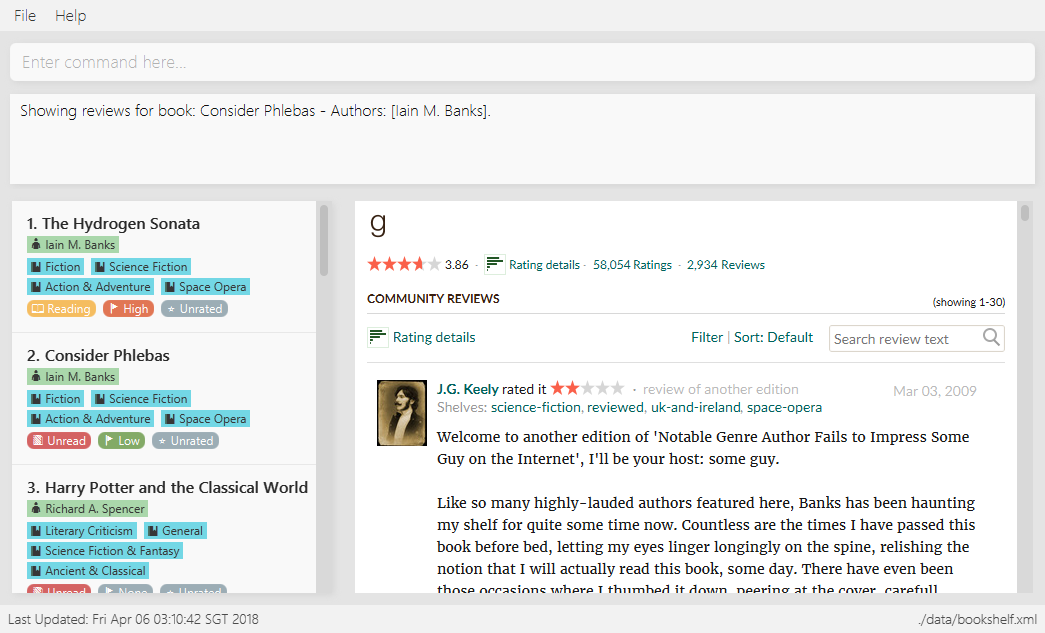 File Help
Enter command here...
Showing reviews for book: Consider Phlebas - Authors: [Iain M. Banks].
1. The Hydrogen Sonata
Iain M. Banks
Fiction Science Fiction
Action & Adventure Space Opera
Reading High Unrated
2. Consider Phlebas
Iain M. Banks
Fiction Science Fiction
Action & Adventure Space Opera
Unread Low Unrated
3. Harry Potter and the Classical World
Richard A. Spencer
Literary Criticism General
Science Fiction & Fantasy
Ancient & Classical
Unread None Unrated
g
3.86 · Rating details · 58,054 Ratings · 2,934 Reviews
COMMUNITY REVIEWS (showing 1-30)
Rating details Filter | Sort: Default Search review text
J.G. Keely rated it · review of another edition Mar 03, 2009
Shelves: science-fiction, reviewed, uk-and-ireland, space-opera
Welcome to another edition of 'Notable Genre Author Fails to Impress Some
Guy on the Internet', I'll be your host: some guy.
Like so many highly-lauded authors featured here, Banks has been haunting
my shelf for quite some time now. Countless are the times I have passed this
book before bed, letting my eyes linger longingly on the spine, relishing the
notion that I will actually read this book, some day. There have even been
those occasions where I thumbed it down, peering at the cover, carefull
Last Updated: Fri Apr 06 03:10:42 SGT 2018 ./data/bookshelf.xml